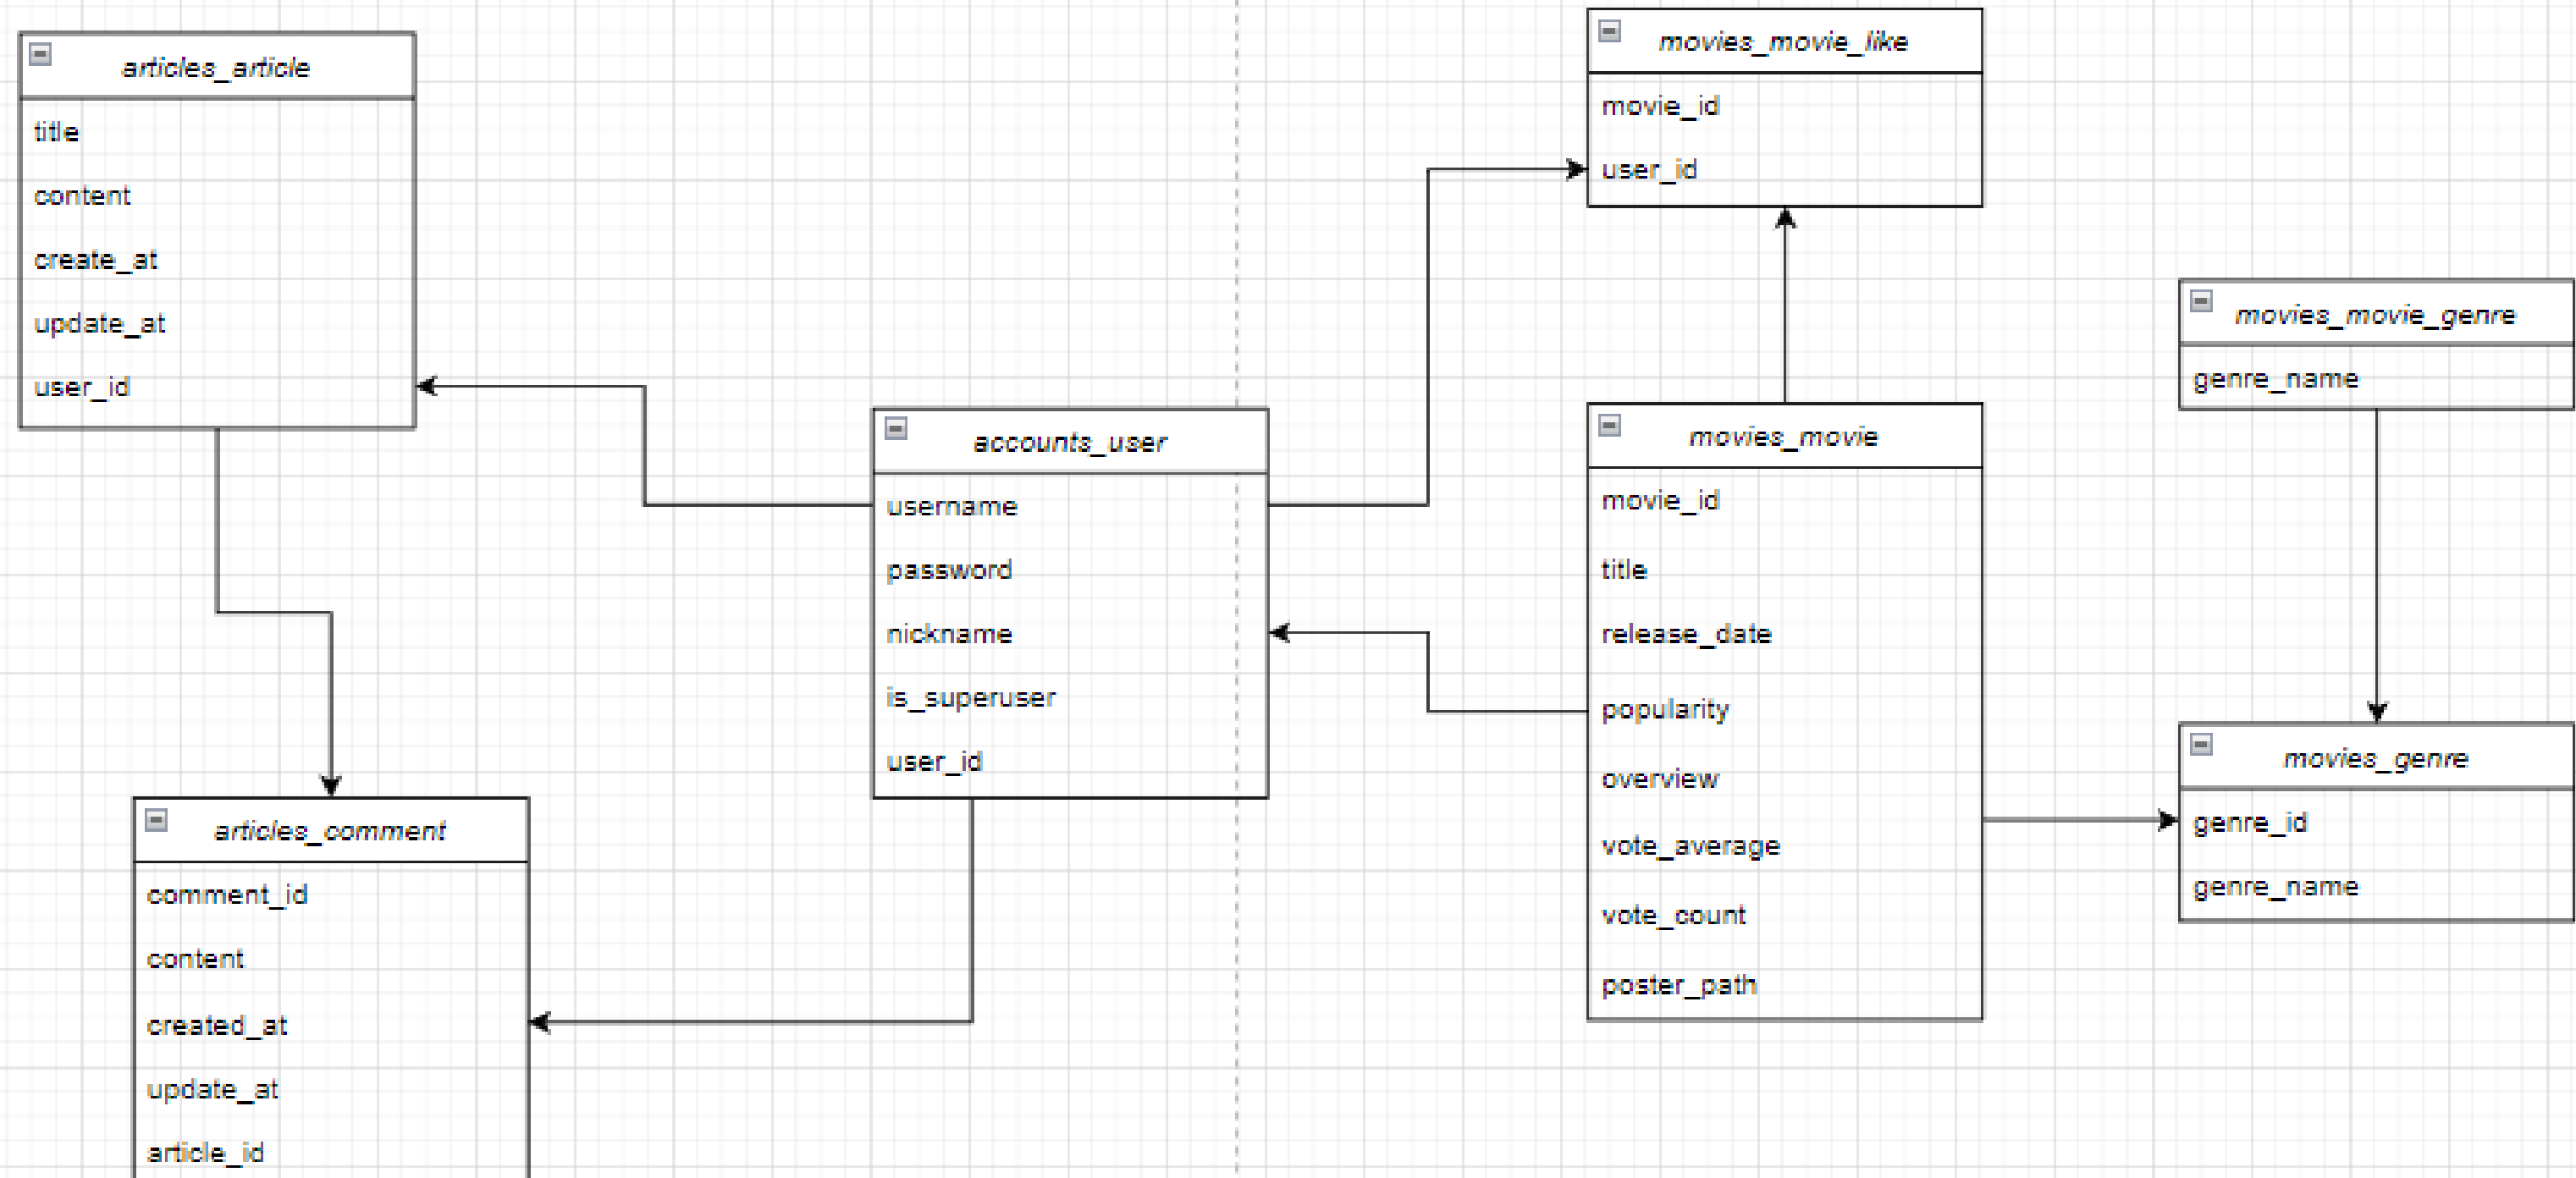 articles_article
title
content
create_at
update_at
user_id
articles_comment
comment_id
content
created_at
update_at
article_id
accounts_user
username
password
nickname
is_superuser
user_id
movies_movie_like
movie_id
user_id
movies_movie
movie_id
title
release_date
popularity
overview
vote_average
vote_count
poster_path
movies_movie_genre
genre_name
movies_genre
genre_id
genre_name